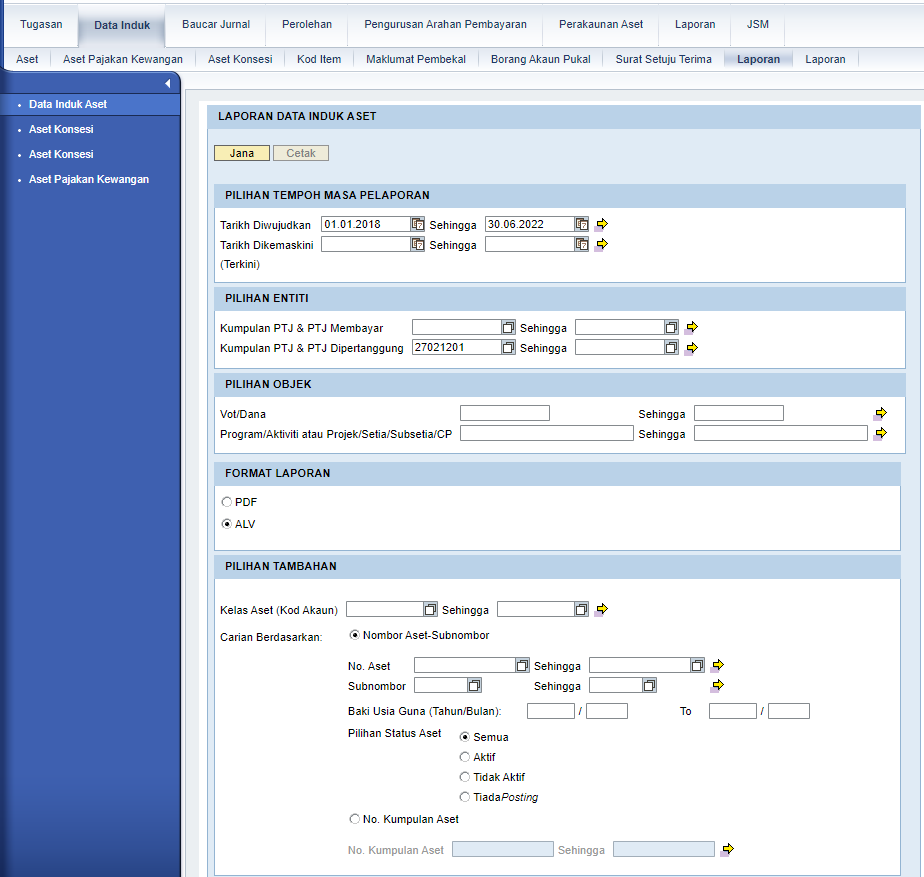 Tugasan Data Induk Baucar Jurnal Perolehan Pengurusan Arahan Pembayaran Perakaunan Aset Laporan JSM
Aset Aset Pajakan Kewangan Aset Konsesi Kod Item Maklumat Pembekal Borang Akaun Pukal Surat Setuju Terima Laporan Laporan
Data Induk Aset
Aset Konsesi
Aset Konsesi
Aset Pajakan Kewangan
LAPORAN DATA INDUK ASET
Jana Cetak
PILIHAN TEMPOH MASA PELAPORAN
Tarikh Diwujudkan 01.01.2018 Sehingga 30.06.2022
Tarikh Dikemaskini Sehingga
(Terkini)
PILIHAN ENTITI
Kumpulan PTJ & PTJ Membayar Sehingga
Kumpulan PTJ & PTJ Dipertanggung 27021201 Sehingga
PILIHAN OBJEK
Vot/Dana Sehingga
Program/Aktiviti atau Projek/Setia/Subsetia/CP Sehingga
FORMAT LAPORAN
PDF
ALV
PILIHAN TAMBAHAN
Kelas Aset (Kod Akaun) Sehingga
Carian Berdasarkan: Nombor Aset-Subnombor
No. Aset Sehingga
Subnombor Sehingga
Baki Usia Guna (Tahun/Bulan): / To /
Pilihan Status Aset Semua
Aktif
Tidak Aktif
TiadaPosting
No. Kumpulan Aset
No. Kumpulan Aset Sehingga